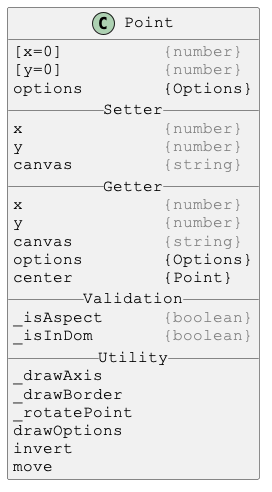 C Point
[x=0] {number}
[y=0] {number}
options {Options}
Setter
x {number}
y {number}
canvas {string}
Getter
x {number}
y {number}
canvas {string}
options {Options}
center {Point}
Validation
_isAspect {boolean}
_isInDom {boolean}
Utility
_drawAxis
_drawBorder
_rotatePoint
drawOptions
invert
move